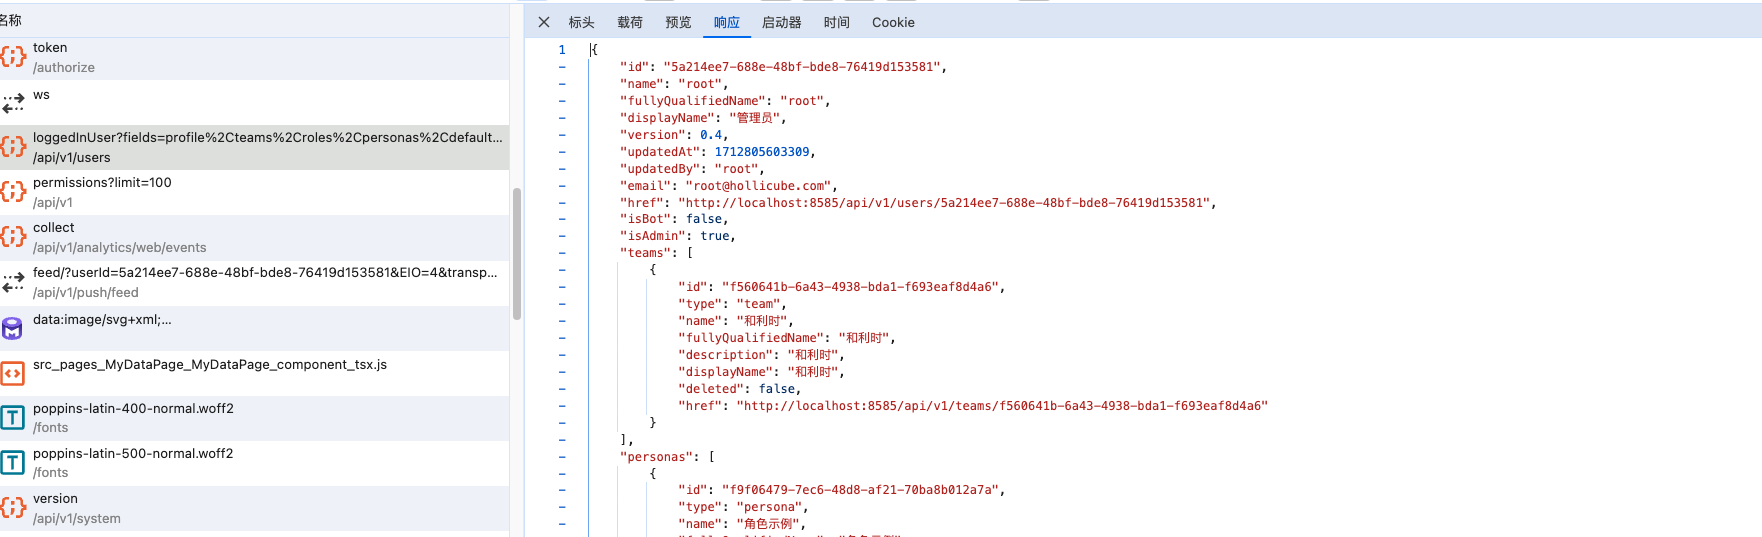 名称
token
/authorize
ws
loggedInUser?fields=profile%2Cteams%2Croles%2Cpersonas%2Cdefault...
/api/v1/users
permissions?limit=100
/api/v1
collect
/api/v1/analytics/web/events
feed/?userId=5a214ee7-688e-48bf-bde8-76419d153581&EIO=4&transp...
/api/v1/push/feed
data:image/svg+xml;...
src_pages_MyDataPage_MyDataPage_component_tsx.js
poppins-latin-400-normal.woff2
/fonts
poppins-latin-500-normal.woff2
/fonts
version
/api/v1/system
标头 载荷 预览 响应 启动器 时间 Cookie
1 {
"id": "5a214ee7-688e-48bf-bde8-76419d153581",
"name": "root",
"fullyQualifiedName": "root",
"displayName": "管理员",
"version": 0.4,
"updatedAt": 1712805603309,
"updatedBy": "root",
"email": "root@hollicube.com",
"href": "http://localhost:8585/api/v1/users/5a214ee7-688e-48bf-bde8-76419d153581",
"isBot": false,
"isAdmin": true,
"teams": [
{
"id": "f560641b-6a43-4938-bda1-f693eaf8d4a6",
"type": "team",
"name": "和利时",
"fullyQualifiedName": "和利时",
"description": "和利时",
"displayName": "和利时",
"deleted": false,
"href": "http://localhost:8585/api/v1/teams/f560641b-6a43-4938-bda1-f693eaf8d4a6"
}
],
"personas": [
{
"id": "f9f06479-7ec6-48d8-af21-70ba8b012a7a",
"type": "persona",
"name": "角色示例",